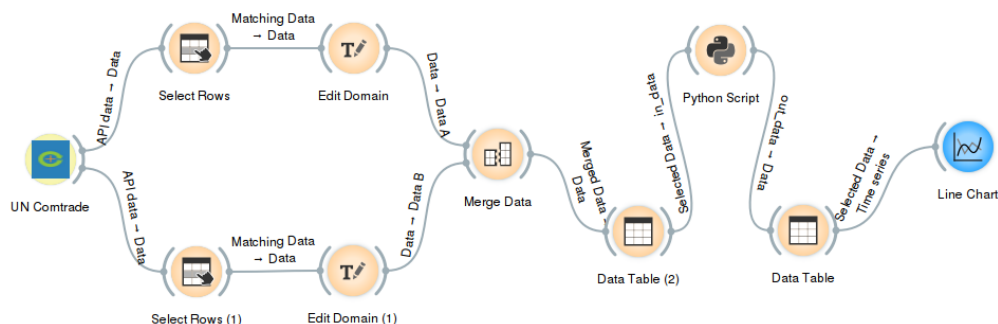 Matching Data
→ Data
API data → Data
Select Rows
Edit Domain
Data → Data A
UN Comtrade
API data → Data
Matching Data
→ Data
Select Rows (1)
Edit Domain (1)
Data → Data B
Merge Data
Merged Data →
Data
Data Table (2)
Selected Data → in_data
Python Script
out_data → Data
Data Table
Selected Data →
Time series
Line Chart